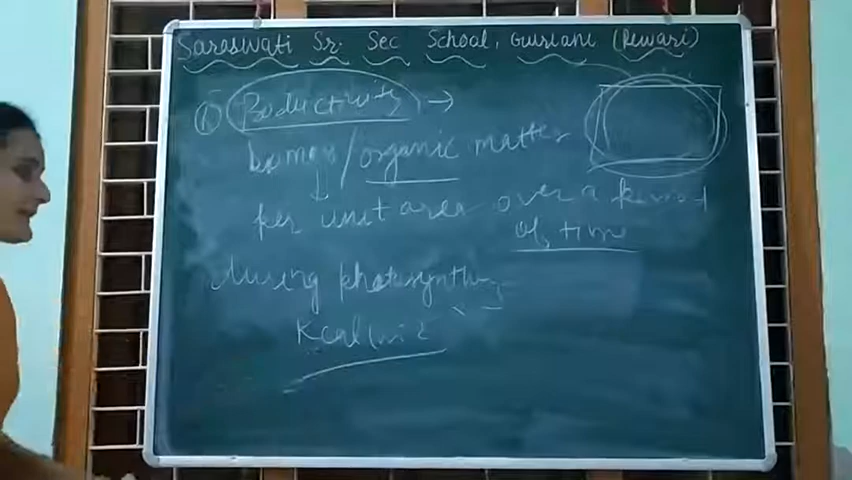 Saraswati Sr. Sec School, Gurlani (Rewari)
① Productivity →
biomass / organic matter
per unit area over a period
of time
during photosynthesis
Kcal/m-2